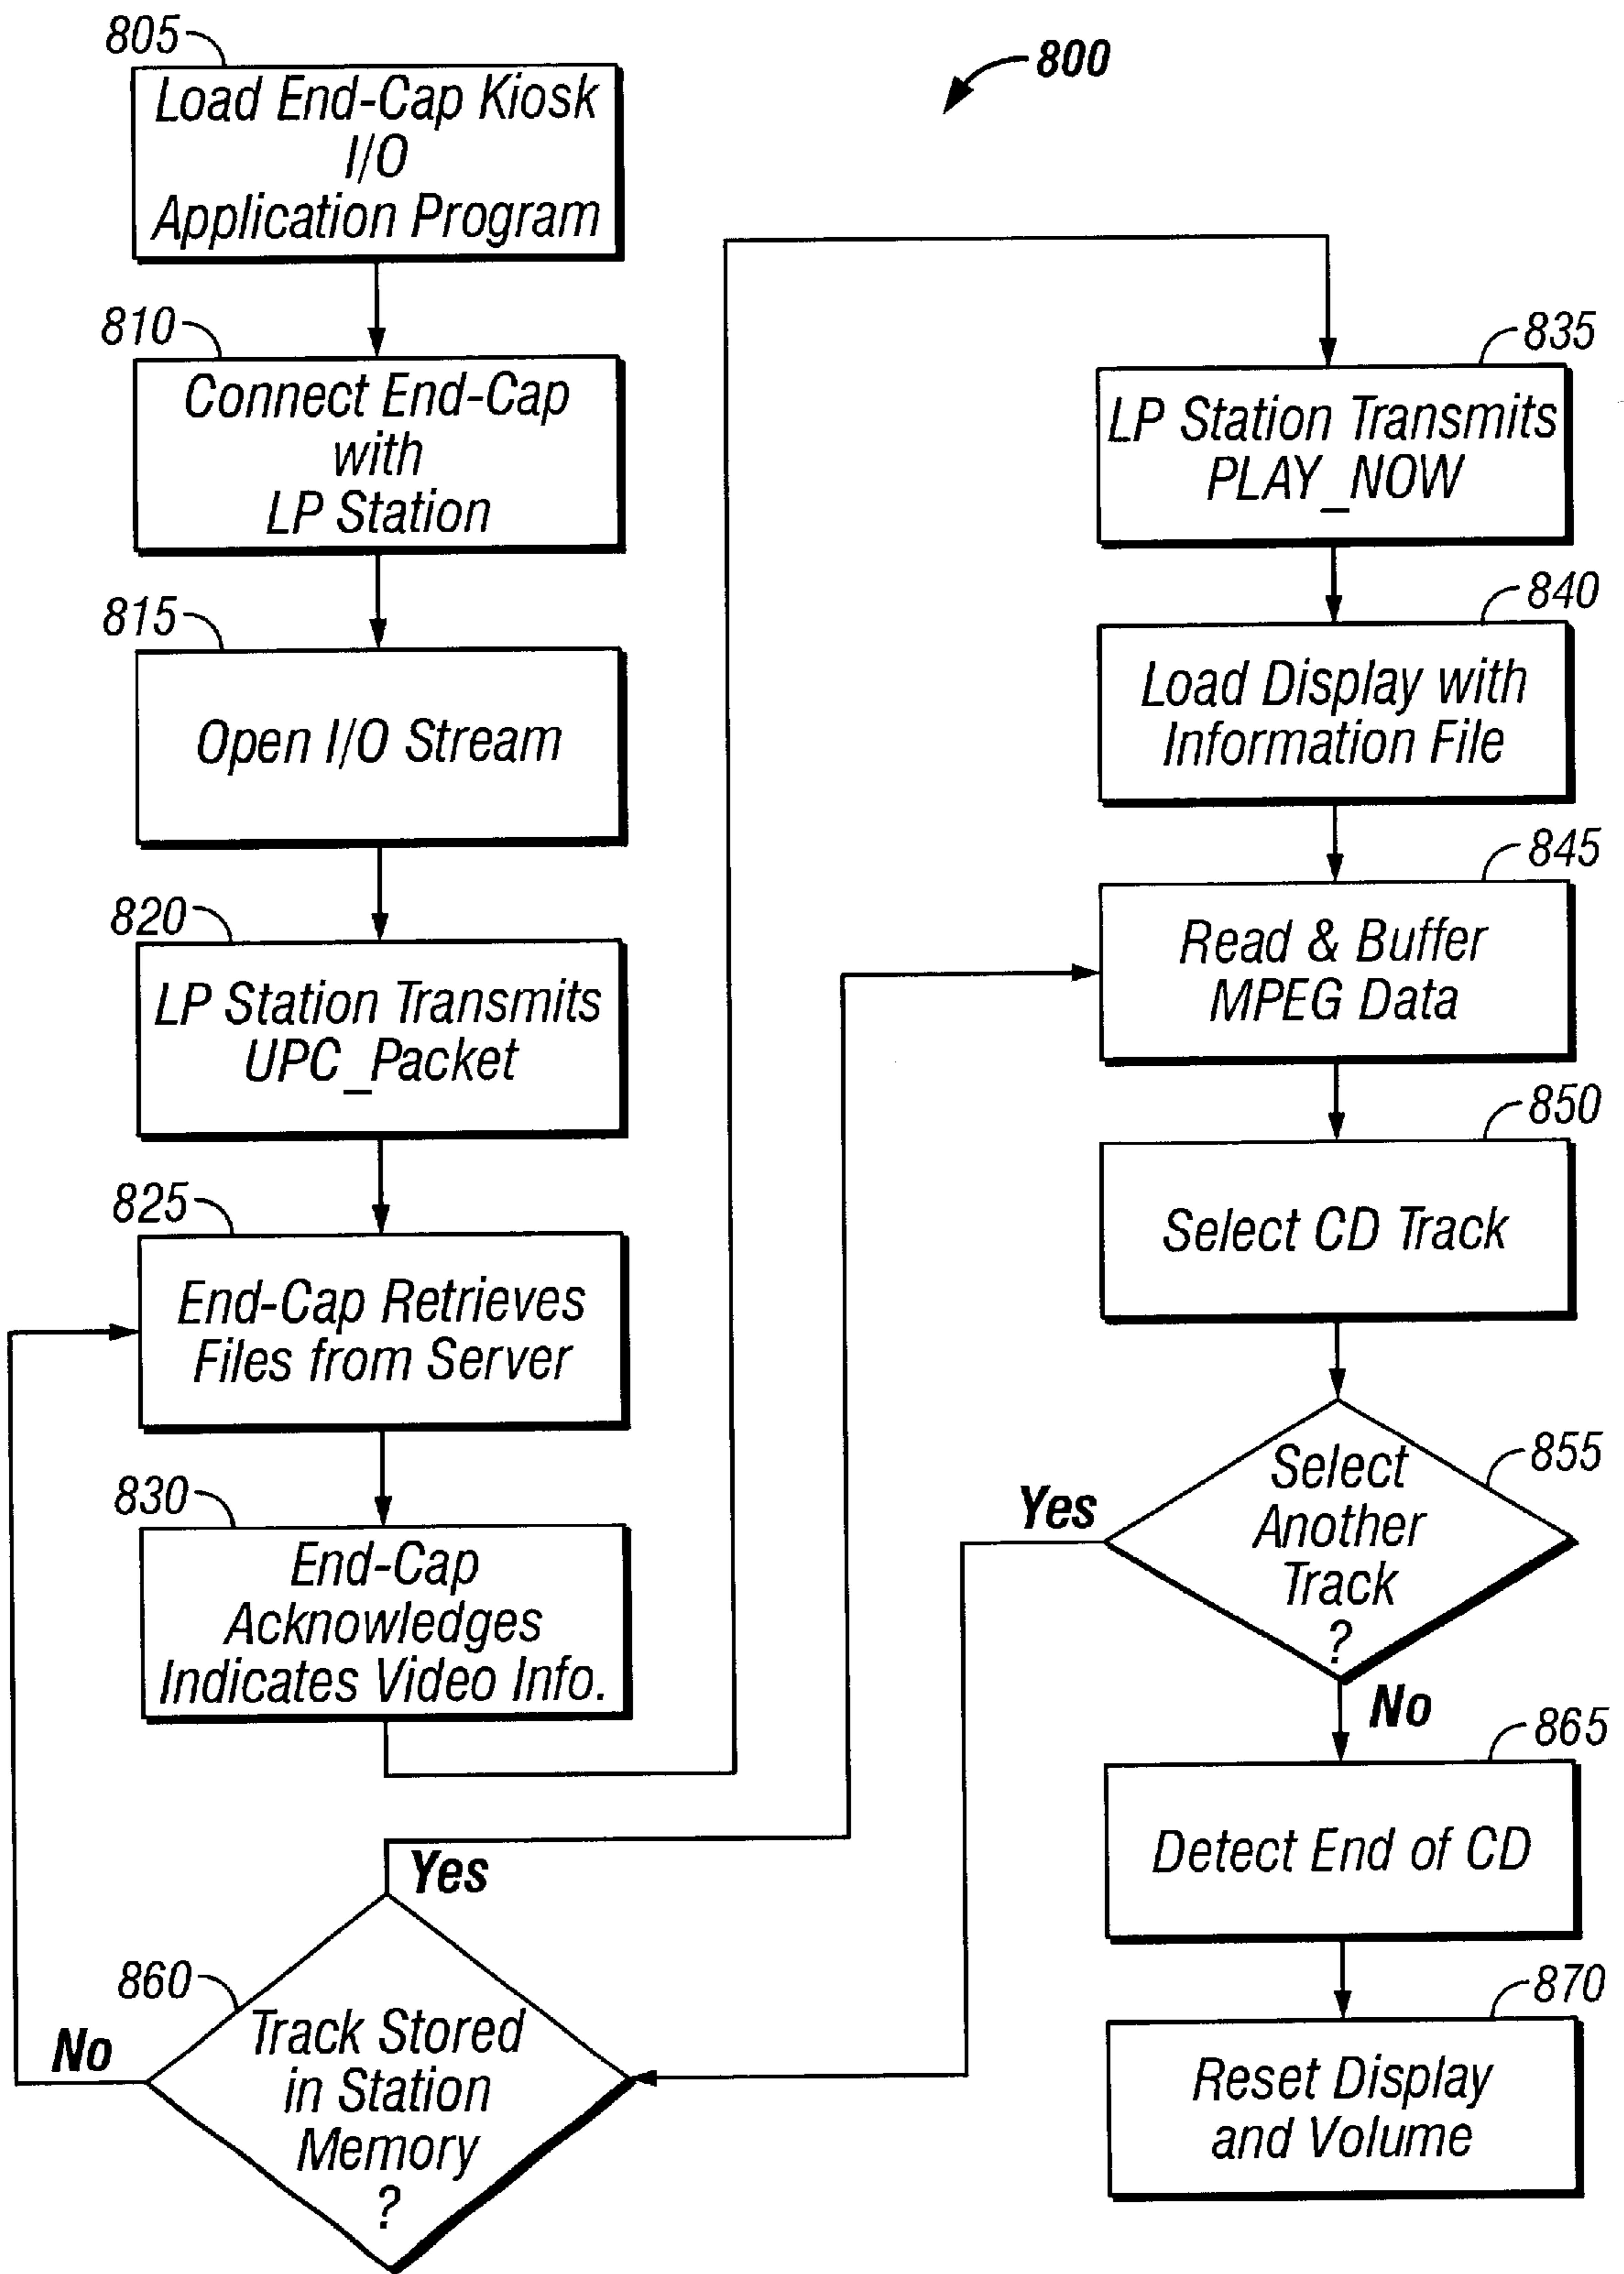 800
805
Load End-Cap Kiosk
I/O
Application Program
810
Connect End-Cap
with
LP Station
815
Open I/O Stream
820
LP Station Transmits
UPC_Packet
825
End-Cap Retrieves
Files from Server
830
End-Cap
Acknowledges
Indicates Video Info.
835
LP Station Transmits
PLAY_NOW
840
Load Display with
Information File
845
Read & Buffer
MPEG Data
850
Select CD Track
855
Select
Another
Track
?
Yes
No
860
Track Stored
in Station
Memory
?
Yes
No
865
Detect End of CD
870
Reset Display
and Volume